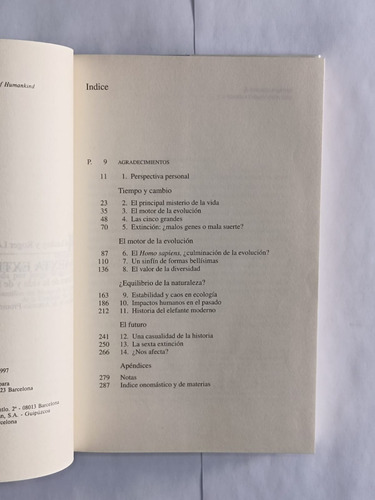 f Humankind
997
para
23 Barcelona
tlo. 2ª - 08013 Barcelona
n, S.A. - Guipúzcoa
Barcelona
Indice
P. 9 AGRADECIMIENTOS
11 1. Perspectiva personal
Tiempo y cambio
23 2. El principal misterio de la vida
35 3. El motor de la evolución
48 4. Las cinco grandes
70 5. Extinción: ¿malos genes o mala suerte?
El motor de la evolución
87 6. El Homo sapiens, ¿culminación de la evolución?
110 7. Un sinfín de formas bellísimas
136 8. El valor de la diversidad
¿Equilibrio de la naturaleza?
163 9. Estabilidad y caos en ecología
186 10. Impactos humanos en el pasado
212 11. Historia del elefante moderno
El futuro
241 12. Una casualidad de la historia
250 13. La sexta extinción
266 14. ¿Nos afecta?
Apéndices
279 Notas
287 Indice onomástico y de materias